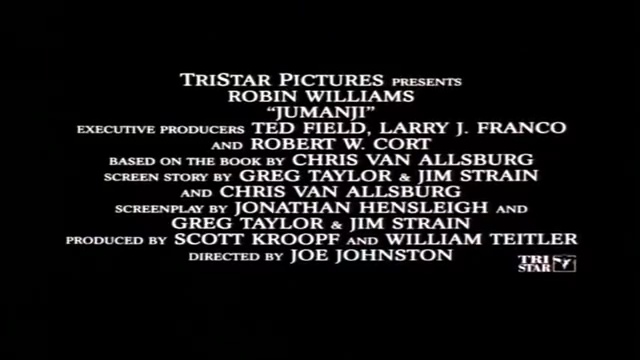 TRISTAR PICTURES PRESENTS
ROBIN WILLIAMS
"JUMANJI"
EXECUTIVE PRODUCERS TED FIELD, LARRY J. FRANCO
AND ROBERT W. CORT
BASED ON THE BOOK BY CHRIS VAN ALLSBURG
SCREEN STORY BY GREG TAYLOR & JIM STRAIN
AND CHRIS VAN ALLSBURG
SCREENPLAY BY JONATHAN HENSLEIGH AND
GREG TAYLOR & JIM STRAIN
PRODUCED BY SCOTT KROOPF AND WILLIAM TEITLER
DIRECTED BY JOE JOHNSTON
TRI
STAR